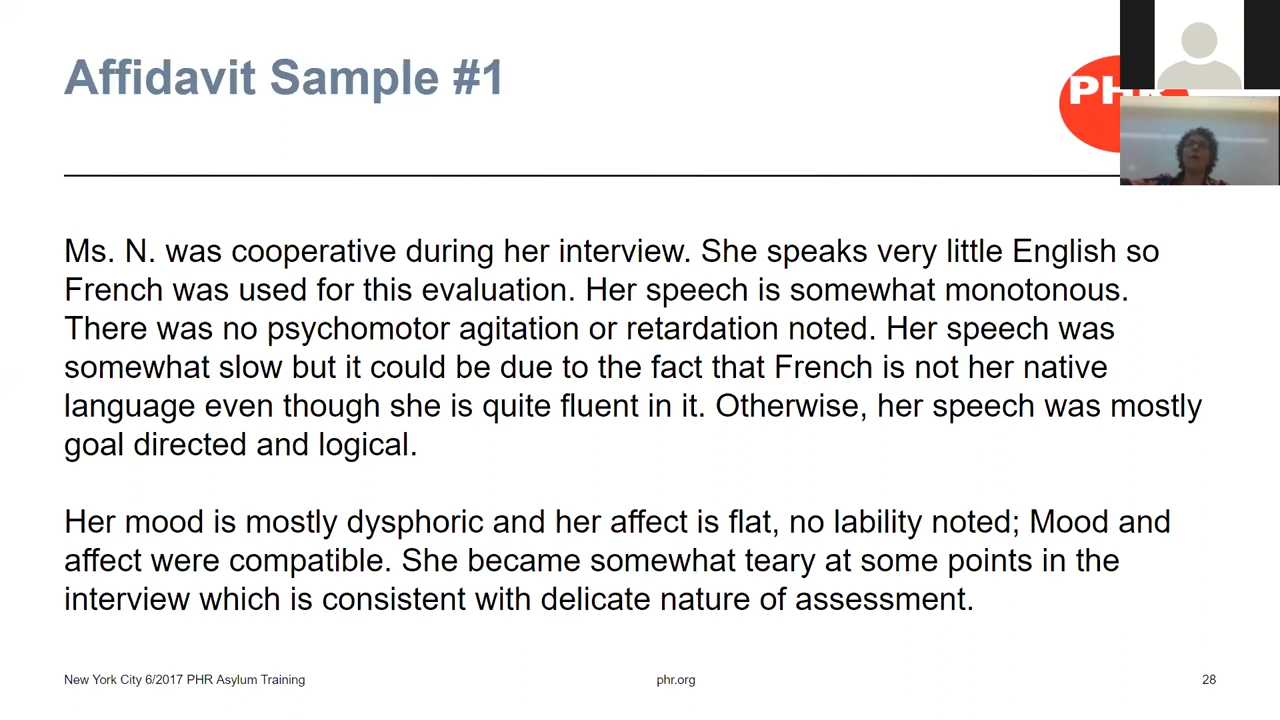 Affidavit Sample #1
PHR
Ms. N. was cooperative during her interview. She speaks very little English so
French was used for this evaluation. Her speech is somewhat monotonous.
There was no psychomotor agitation or retardation noted. Her speech was
somewhat slow but it could be due to the fact that French is not her native
language even though she is quite fluent in it. Otherwise, her speech was mostly
goal directed and logical.
Her mood is mostly dysphoric and her affect is flat, no lability noted; Mood and
affect were compatible. She became somewhat teary at some points in the
interview which is consistent with delicate nature of assessment.
New York City 6/2017 PHR Asylum Training
phr.org
28